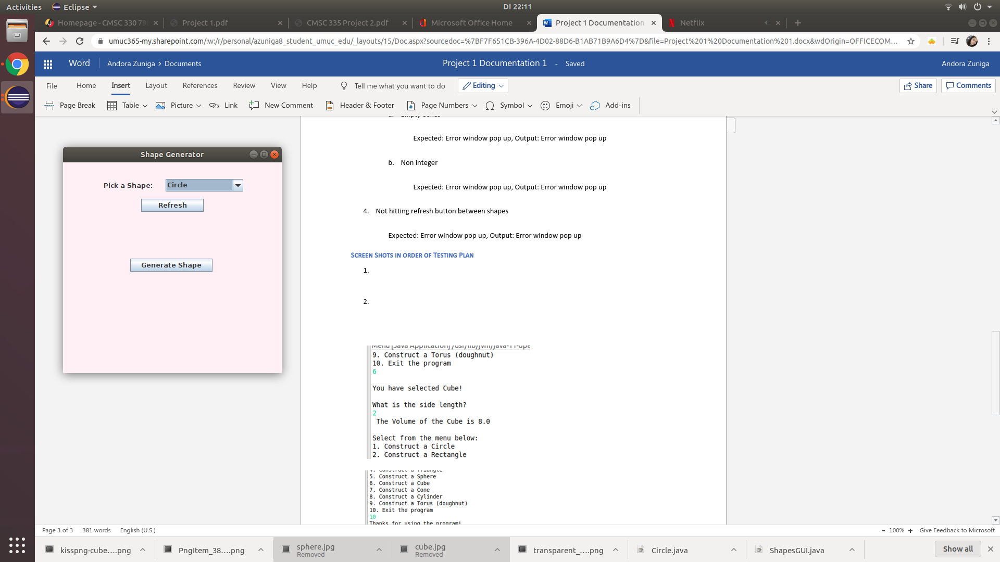 Activities
Eclipse
Di 22:11
Homepage - CMSC 330 79
Project 1.pdf
CMSC 335 Project 2.pdf
Microsoft Office Home
Project 1 Documentation
Netflix
umuc365-my.sharepoint.com/:w:/r/personal/azuniga8_student_umuc_edu/_layouts/15/Doc.aspx?sourcedoc=%7BF7F651CB-396A-4D02-88D6-B1AB71B9A6D4%7D&file=Project%201%20Documentation%201.docx&wdOrigin=OFFICECOM...
Word
Andora Zuniga > Documents
Project 1 Documentation 1 - Saved
Andora Zuniga
File
Home
Insert
Layout
References
Review
View
Help
Tell me what you want to do
Editing
Share
Comments
Page Break
Table
Picture
Link
New Comment
Header & Footer
Page Numbers
Symbol
Emoji
Add-ins
Expected: Error window pop up, Output: Error window pop up
b. Non integer
Expected: Error window pop up, Output: Error window pop up
4. Not hitting refresh button between shapes
Expected: Error window pop up, Output: Error window pop up
SCREEN SHOTS IN ORDER OF TESTING PLAN
1.
2.
Menu [Java Application] /usr/lib/jvm/java-11-ope
9. Construct a Torus (doughnut)
10. Exit the program
6
You have selected Cube!
What is the side length?
2
The Volume of the Cube is 8.0
Select from the menu below:
1. Construct a Circle
2. Construct a Rectangle
4. Construct a Triangle
5. Construct a Sphere
6. Construct a Cube
7. Construct a Cone
8. Construct a Cylinder
9. Construct a Torus (doughnut)
10. Exit the program
10
Thanks for using the program!
Shape Generator
Pick a Shape:
Circle
Refresh
Generate Shape
Page 3 of 3
381 words
English (U.S.)
- 100% +
Give Feedback to Microsoft
kisspng-cube....png
PngItem_38....png
sphere.jpg
Removed
cube.jpg
Removed
transparent_....png
Circle.java
ShapesGUI.java
Show all